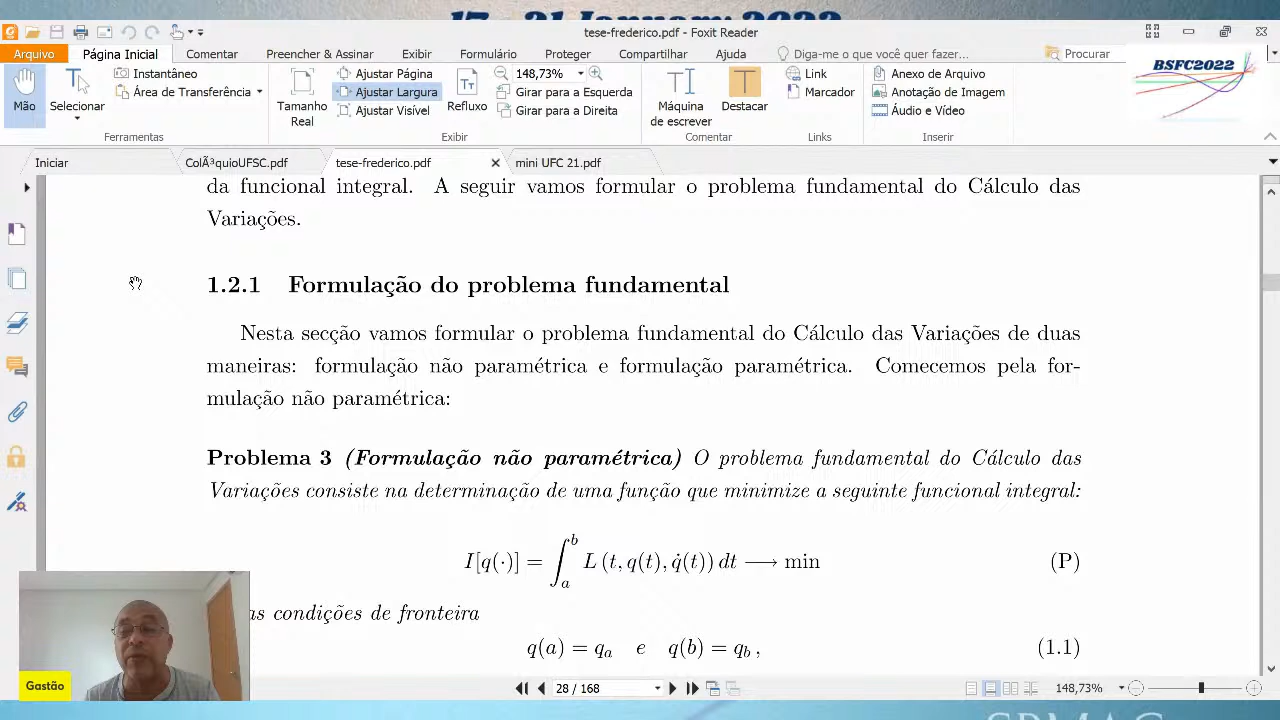 17 - 21 January 2022
tese-frederico.pdf - Foxit Reader
Arquivo Página Inicial Comentar Preencher & Assinar Exibir Formulário Proteger Compartilhar Ajuda Diga-me o que você quer fazer... Procurar
BSFC2022
Mão
Selecionar
Instantâneo
Área de Transferência
Ferramentas
Tamanho
Real
Ajustar Página
Ajustar Largura
Ajustar Visível
Refluxo
148,73%
Girar para a Esquerda
Girar para a Direita
Exibir
Máquina
de escrever
Destacar
Comentar
Link
Marcador
Links
Anexo de Arquivo
Anotação de Imagem
Áudio e Vídeo
Inserir
Iniciar ColÃ³quioUFSC.pdf tese-frederico.pdf mini UFC 21.pdf
da funcional integral. A seguir vamos formular o problema fundamental do Cálculo das
Variações.
1.2.1 Formulação do problema fundamental
Nesta secção vamos formular o problema fundamental do Cálculo das Variações de duas
maneiras: formulação não paramétrica e formulação paramétrica. Comecemos pela for-
mulação não paramétrica:
Problema 3 (Formulação não paramétrica) O problema fundamental do Cálculo das
Variações consiste na determinação de uma função que minimize a seguinte funcional integral:
I[q(·)] = ∫_a^b L (t, q(t), q̇(t)) dt ⟶ min (P)
as condições de fronteira
q(a) = q_a e q(b) = q_b , (1.1)
Gastão
28 / 168
148,73%